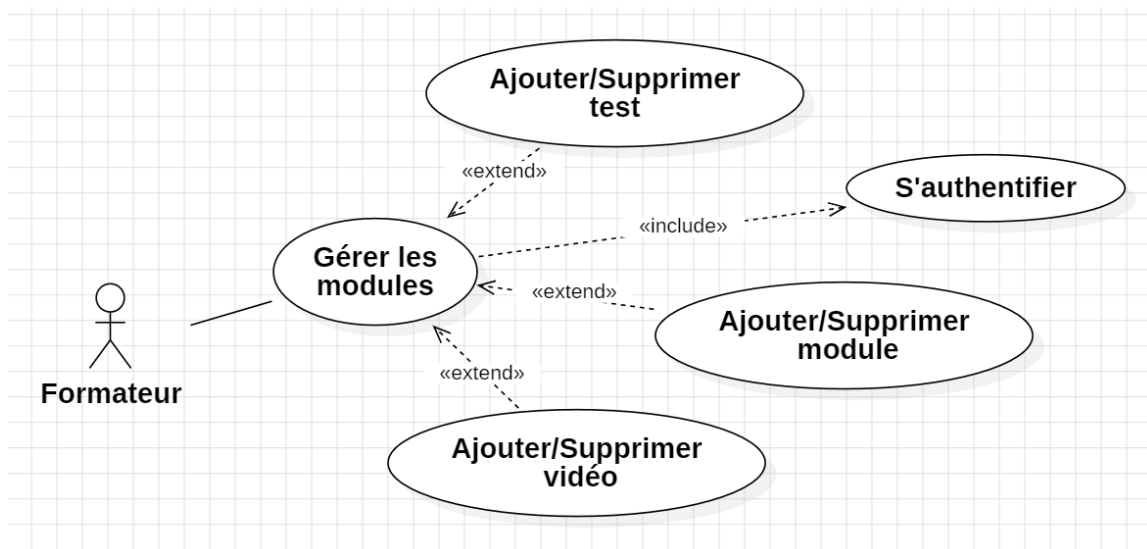 Ajouter/Supprimer
test
«extend»
S'authentifier
«include»
Gérer les
modules
«extend»
Ajouter/Supprimer
module
Formateur
«extend»
Ajouter/Supprimer
vidéo